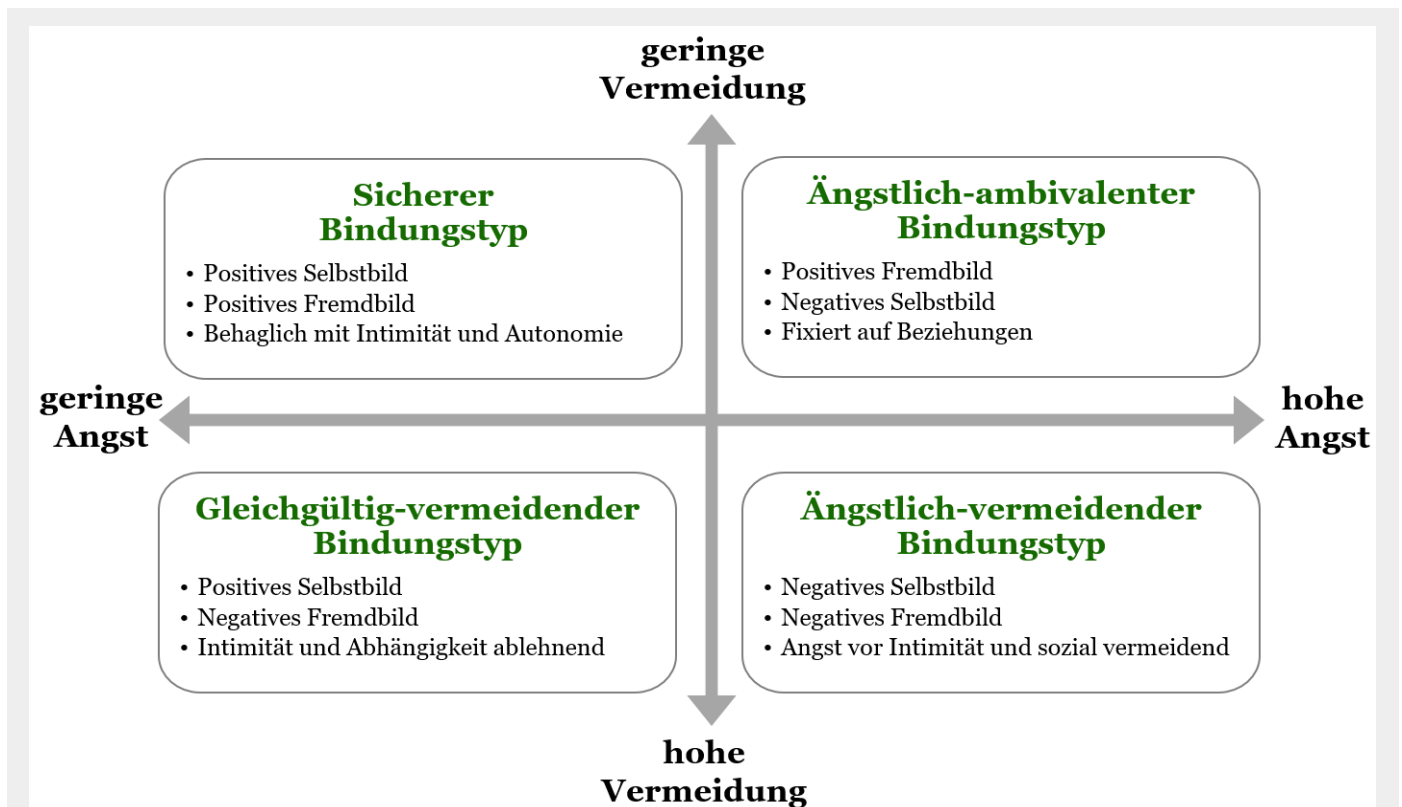 geringe
Vermeidung
Sicherer
Bindungstyp
• Positives Selbstbild
• Positives Fremdbild
• Behaglich mit Intimität und Autonomie
Ängstlich-ambivalenter
Bindungstyp
• Positives Fremdbild
• Negatives Selbstbild
• Fixiert auf Beziehungen
geringe
Angst
hohe
Angst
Gleichgültig-vermeidender
Bindungstyp
• Positives Selbstbild
• Negatives Fremdbild
• Intimität und Abhängigkeit ablehnend
Ängstlich-vermeidender
Bindungstyp
• Negatives Selbstbild
• Negatives Fremdbild
• Angst vor Intimität und sozial vermeidend
hohe
Vermeidung